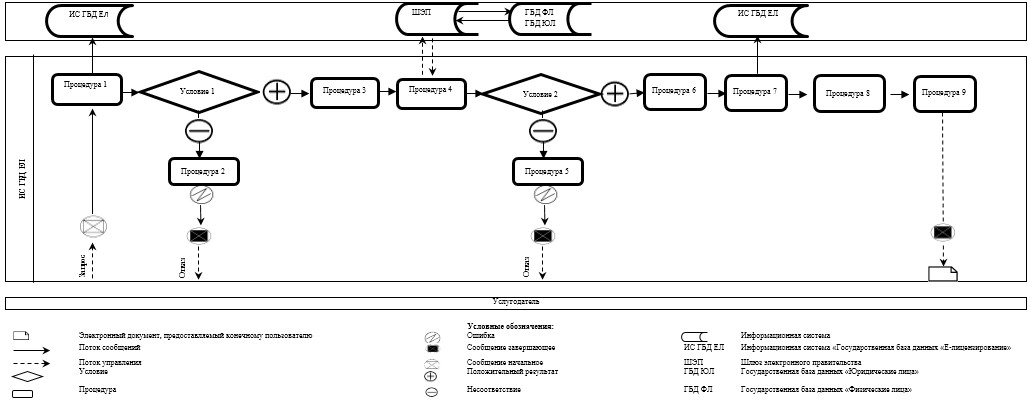 ИС ГБД Ел
ШЭП
ГБД ФЛ
ГБД ЮЛ
ИС ГБД ЕЛ
ИС ГБД ЕЛ
Процедура 1
Условие 1
Процедура 3
Процедура 4
Условие 2
Процедура 6
Процедура 7
Процедура 8
Процедура 9
Процедура 2
Процедура 5
Запрос
Отказ
Отказ
Услугодатель
Условные обозначения:
Электронный документ, предоставляемый конечному пользователю
Поток сообщений
Поток управления
Условие
Процедура
Ошибка
Сообщение завершающее
Сообщение начальное
Положительный результат
Несоответствие
Информационная система
ИС ГБД ЕЛ Информационная система «Государственная база данных «Е-лицензирование»
ШЭП Шлюз электронного правительства
ГБД ЮЛ Государственная база данных «Юридические лица»
ГБД ФЛ Государственная база данных «Физические лица»